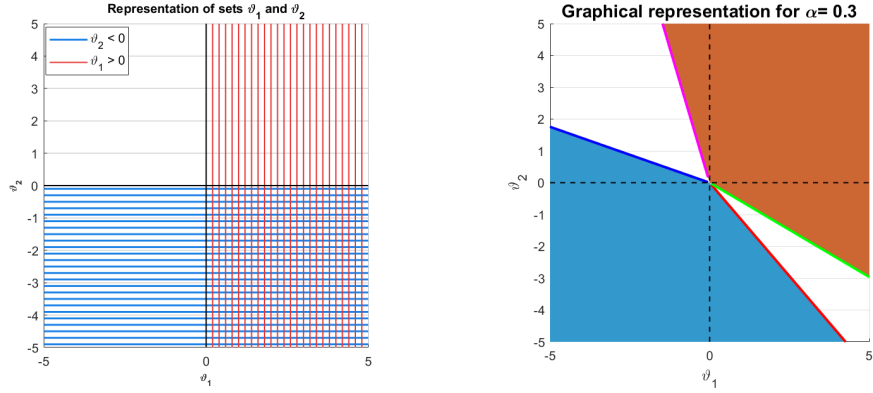 Representation of sets ϑ1 and ϑ2
5
4
3
2
1
0
-1
-2
-3
-4
-5
ϑ2
ϑ2 < 0
ϑ1 > 0
-5 0 5
ϑ1
Graphical representation for α= 0.3
5
4
3
2
1
0
-1
-2
-3
-4
-5
ϑ2
-5 0 5
ϑ1